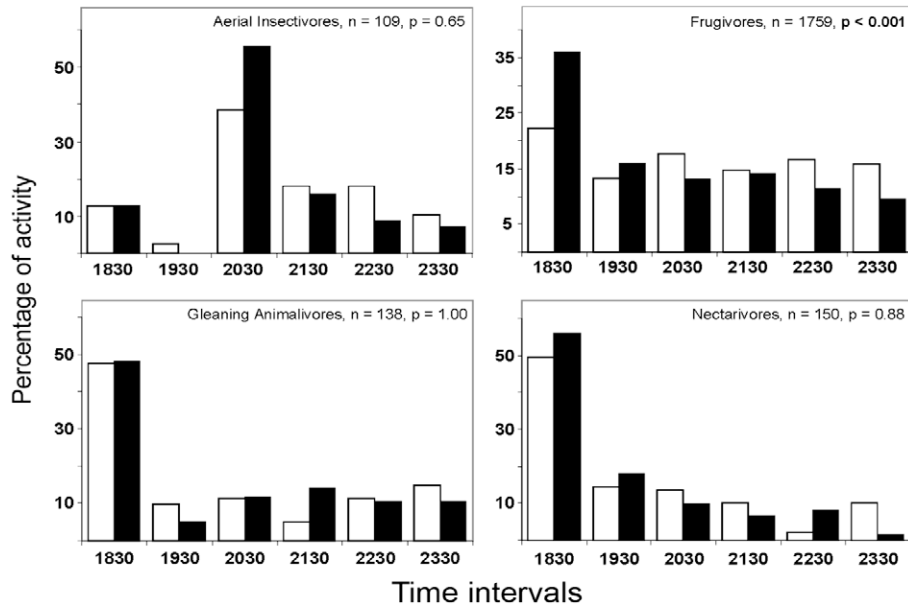 Percentage of activity
Aerial Insectivores, n = 109, p = 0.65
50
30
10
1830 1930 2030 2130 2230 2330
Frugivores, n = 1759, p < 0.001
35
25
15
5
1830 1930 2030 2130 2230 2330
Gleaning Animalivores, n = 138, p = 1.00
50
30
10
1830 1930 2030 2130 2230 2330
Nectarivores, n = 150, p = 0.88
50
30
10
1830 1930 2030 2130 2230 2330
Time intervals